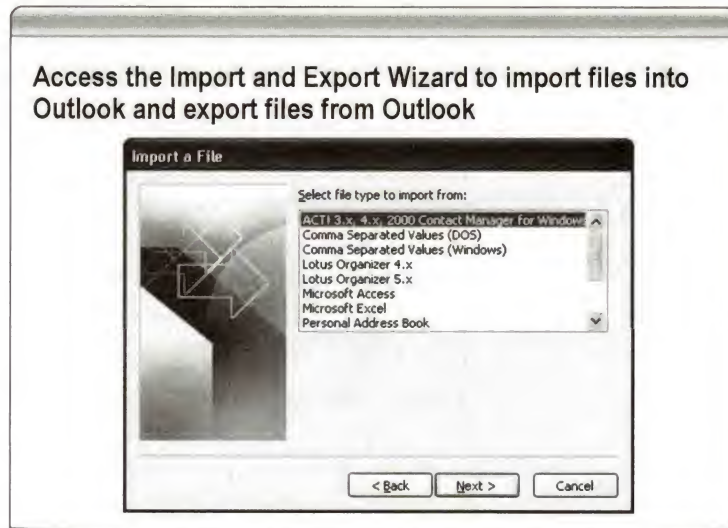 Access the Import and Export Wizard to import files into
Outlook and export files from Outlook
Import a File
Select file type to import from:
ACT! 3.x, 4.x, 2000 Contact Manager for Window
Comma Separated Values (DOS)
Comma Separated Values (Windows)
Lotus Organizer 4.x
Lotus Organizer 5.x
Microsoft Access
Microsoft Excel
Personal Address Book
< Back
Next >
Cancel